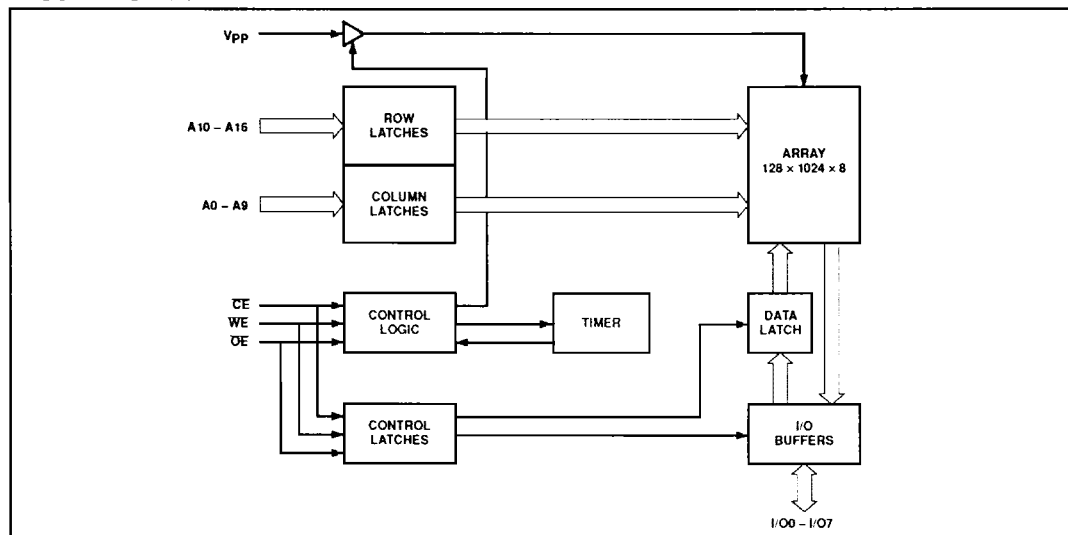 VPP
A10 – A16
ROW
LATCHES
ARRAY
128 × 1024 × 8
A0 – A9
COLUMN
LATCHES
CE
WE
OE
CONTROL
LOGIC
TIMER
DATA
LATCH
CONTROL
LATCHES
I/O
BUFFERS
I/O0 – I/O7